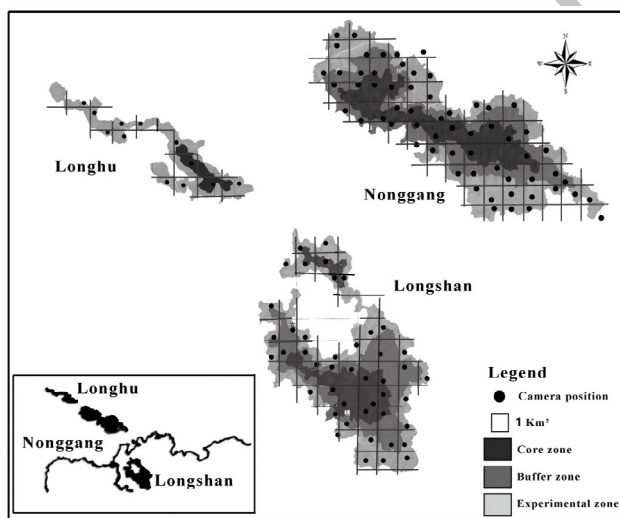 N
W E
S
Longhu
Nonggang
Longshan
Legend
Camera position
1 Km²
Core zone
Buffer zone
Experimental zone
Longhu
Nonggang
Longshan